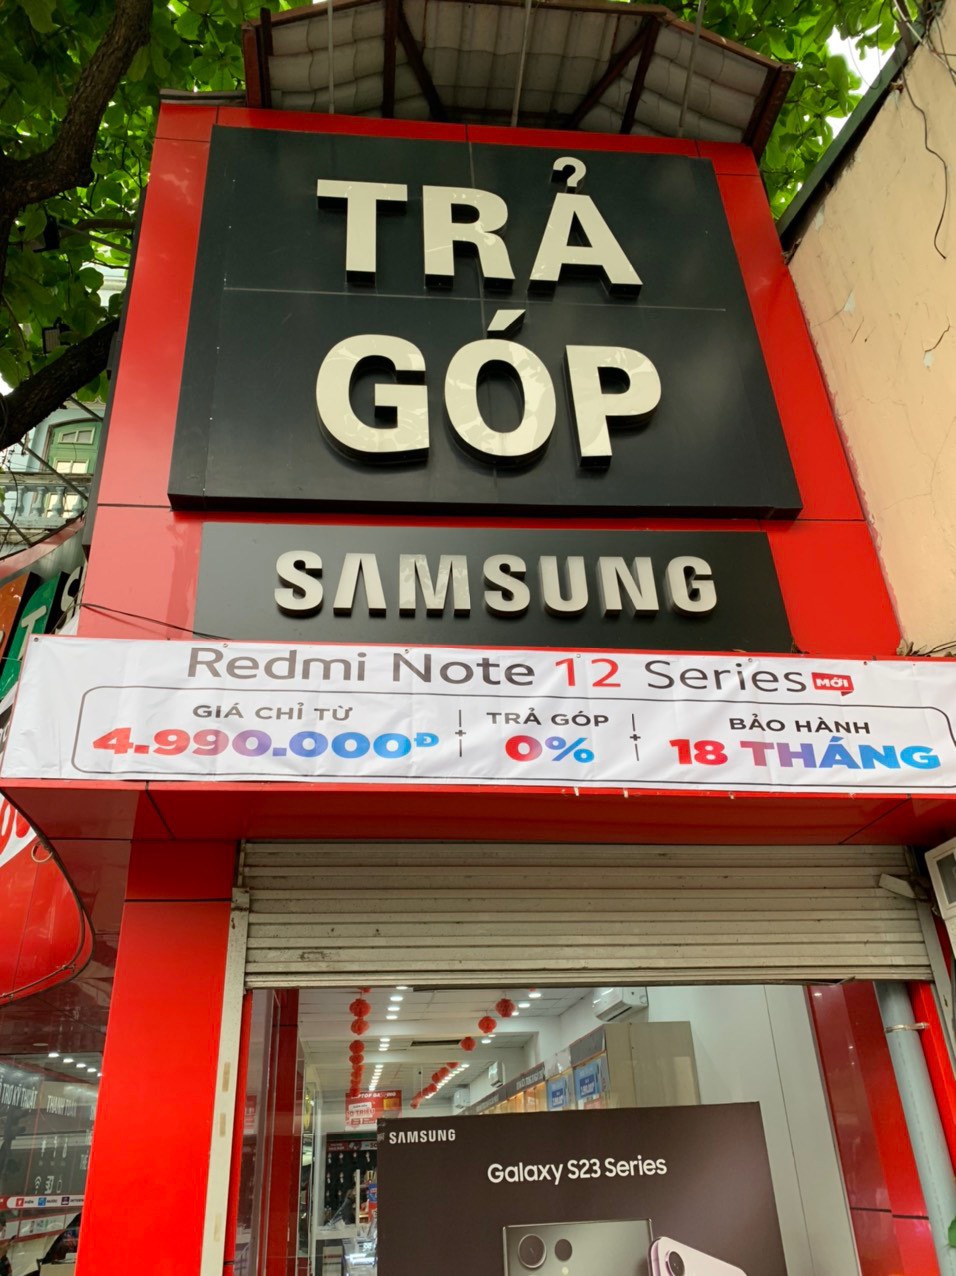 TRẢ
GÓP
SAMSUNG
Redmi Note 12 Series MỚI
GIÁ CHỈ TỪ
4.990.000Đ
+
TRẢ GÓP
0%
+
BẢO HÀNH
18 THÁNG
SAMSUNG
Galaxy S23 Series